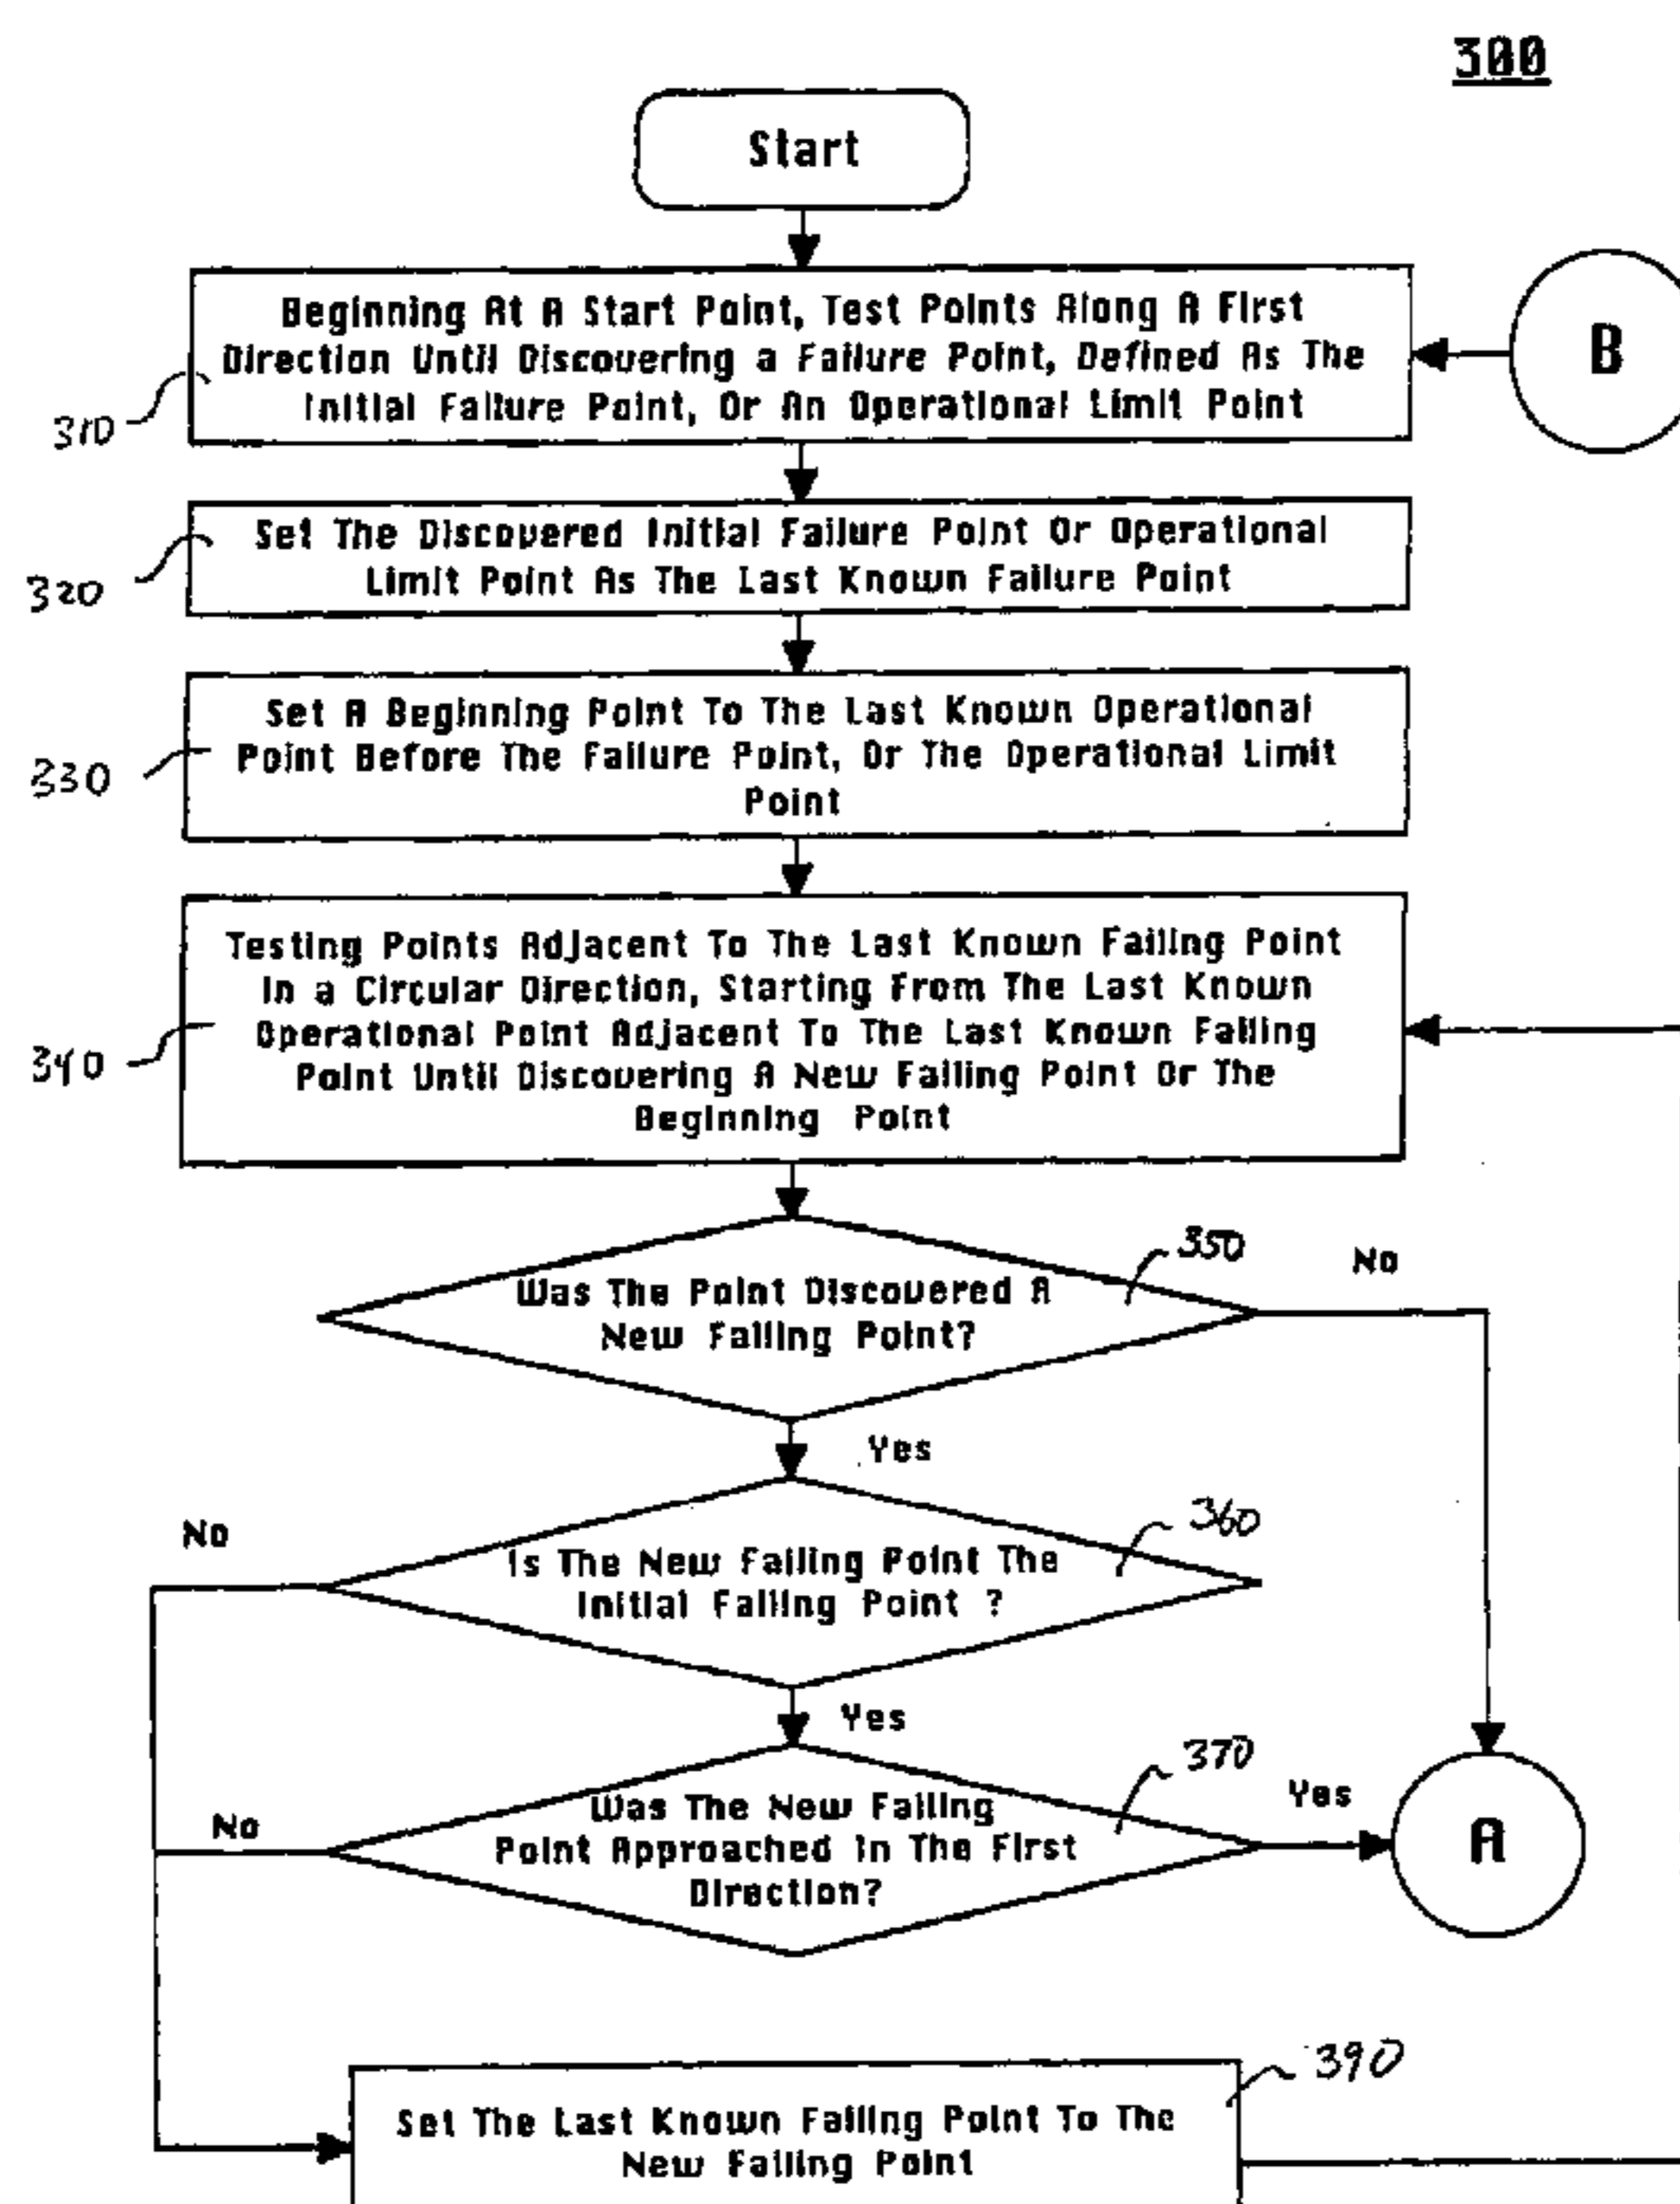 300
Start
Beginning At A Start Point, Test Points Along A First
Direction Until Discovering a Failure Point, Defined As The
Initial Failure Point, Or An Operational Limit Point
B
310
Set The Discovered Initial Failure Point Or Operational
Limit Point As The Last Known Failure Point
320
Set A Beginning Point To The Last Known Operational
Point Before The Failure Point, Or The Operational Limit
Point
330
Testing Points Adjacent To The Last Known Failing Point
In a Circular Direction, Starting From The Last Known
Operational Point Adjacent To The Last Known Failing
Point Until Discovering A New Failing Point Or The
Beginning Point
340
350
No
Was The Point Discovered A
New Failing Point?
Yes
360
No
Is The New Failing Point The
Initial Failing Point ?
Yes
370
Yes
No
Was The New Failing
Point Approached In The First
Direction?
A
390
Set The Last Known Failing Point To The
New Failing Point